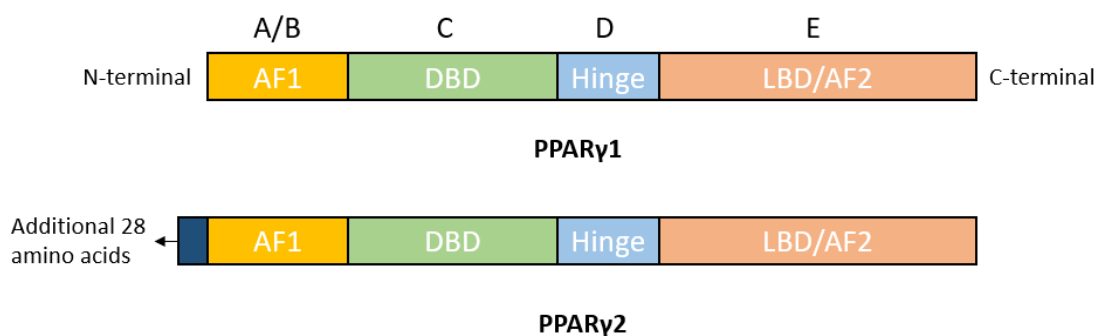 A/B C D E
N-terminal AF1 DBD Hinge LBD/AF2 C-terminal
PPARγ1
Additional 28
amino acids
AF1 DBD Hinge LBD/AF2
PPARγ2